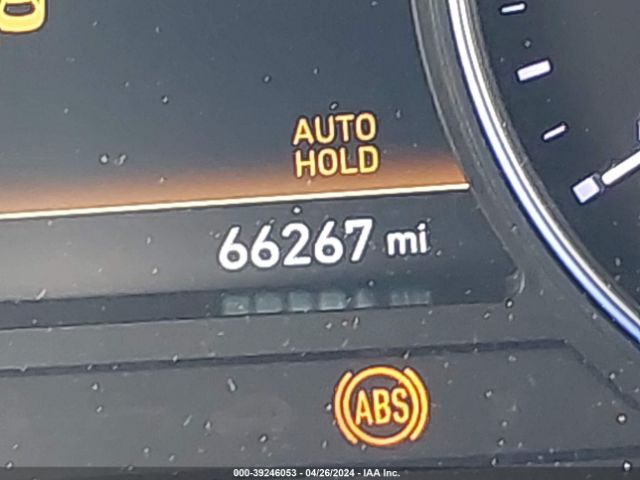 AUTO
HOLD
66267 mi
ABS
000-39246053 - 04/26/2024 - IAA Inc.